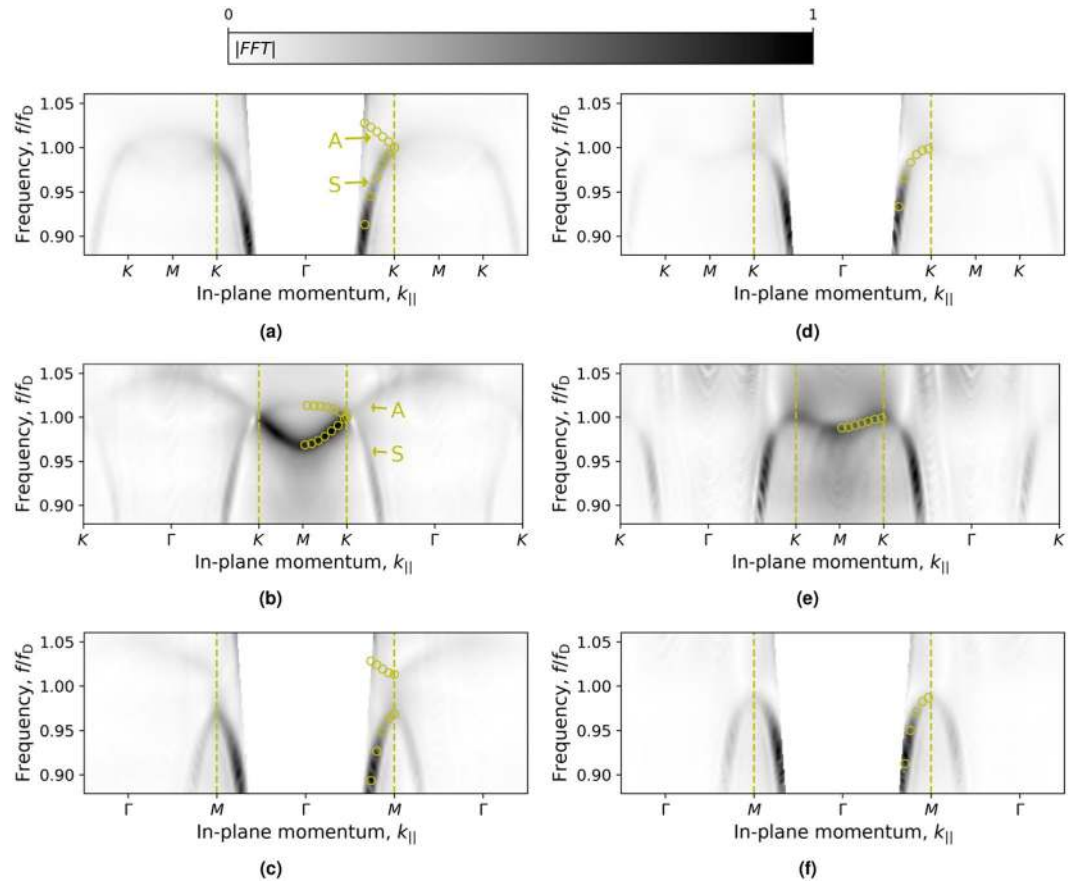 0 1
|FFT|
Frequency, f/f_D
1.05
1.00
0.95
0.90
A
S
K M K Γ K M K
In-plane momentum, k_||
(a)
Frequency, f/f_D
1.05
1.00
0.95
0.90
K M K Γ K M K
In-plane momentum, k_||
(d)
Frequency, f/f_D
1.05
1.00
0.95
0.90
A
S
K Γ K M K Γ K
In-plane momentum, k_||
(b)
Frequency, f/f_D
1.05
1.00
0.95
0.90
K Γ K M K Γ K
In-plane momentum, k_||
(e)
Frequency, f/f_D
1.05
1.00
0.95
0.90
Γ M Γ M Γ
In-plane momentum, k_||
(c)
Frequency, f/f_D
1.05
1.00
0.95
0.90
Γ M Γ M Γ
In-plane momentum, k_||
(f)